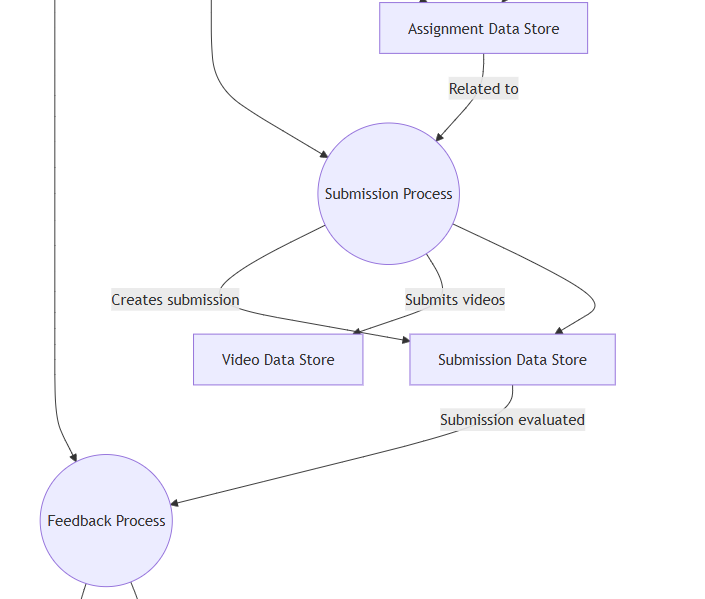 Assignment Data Store
Related to
Submission Process
Creates submission
Submits videos
Video Data Store
Submission Data Store
Submission evaluated
Feedback Process